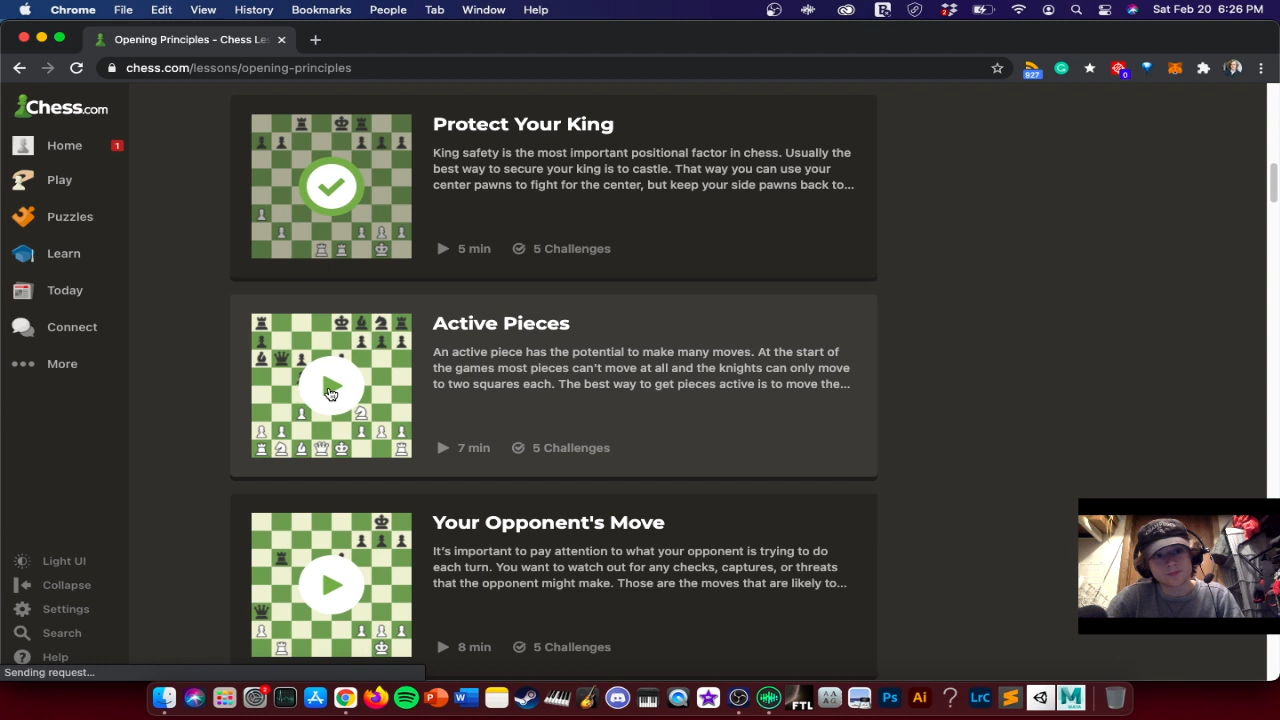 Chrome File Edit View History Bookmarks People Tab Window Help Sat Feb 20 6:26 PM
Opening Principles - Chess Les
chess.com/lessons/opening-principles
927
0
Chess.com
Home 1
Play
Puzzles
Learn
Today
Connect
More
Light UI
Collapse
Settings
Search
Help
Sending request...
Protect Your King
King safety is the most important positional factor in chess. Usually the
best way to secure your king is to castle. That way you can use your
center pawns to fight for the center, but keep your side pawns back to...
5 min 5 Challenges
Active Pieces
An active piece has the potential to make many moves. At the start of
the games most pieces can't move at all and the knights can only move
to two squares each. The best way to get pieces active is to move the...
7 min 5 Challenges
Your Opponent's Move
It's important to pay attention to what your opponent is trying to do
each turn. You want to watch out for any checks, captures, or threats
that the opponent might make. Those are the moves that are likely to...
8 min 5 Challenges
FTL
Ps Ai ? LrC